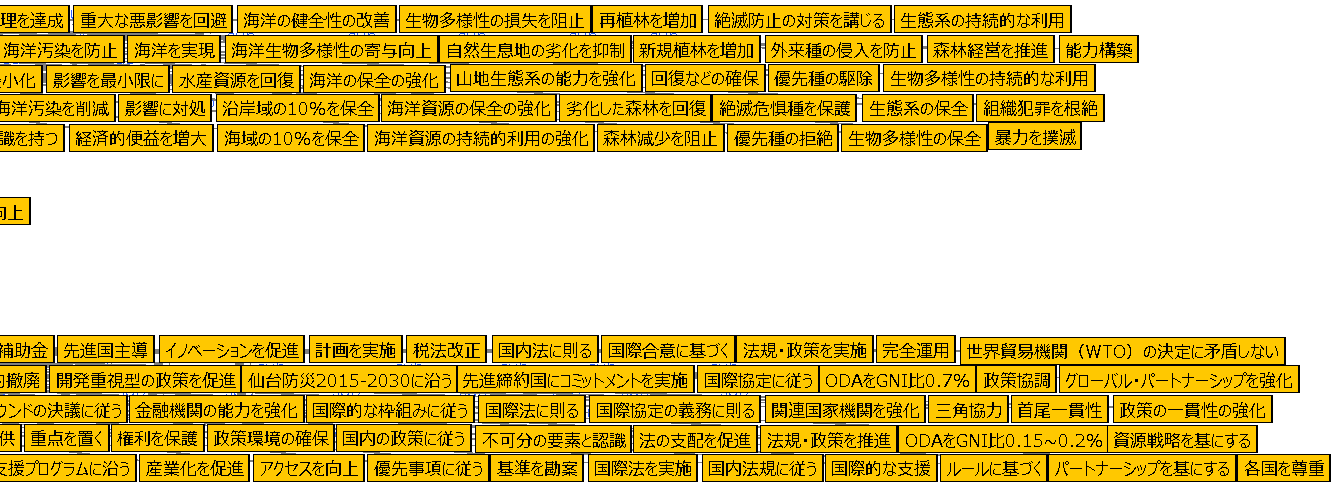 理を達成 重大な悪影響を回避 海洋の健全性の改善 生物多様性の損失を阻止 再植林を増加 絶滅防止の対策を講じる 生態系の持続的な利用
海洋汚染を防止 海洋を実現 海洋生物多様性の寄与向上 自然生息地の劣化を抑制 新規植林を増加 外来種の侵入を防止 森林経営を推進 能力構築
小化 影響を最小限に 水産資源を回復 海洋の保全の強化 山地生態系の能力を強化 回復などの確保 優先種の駆除 生物多様性の持続的な利用
海洋汚染を削減 影響に対処 沿岸域の10%を保全 海洋資源の保全の強化 劣化した森林を回復 絶滅危惧種を保護 生態系の保全 組織犯罪を根絶
識を持つ 経済的便益を増大 海域の10%を保全 海洋資源の持続的利用の強化 森林減少を阻止 優先種の拒絶 生物多様性の保全 暴力を撲滅
向上
補助金 先進国主導 イノベーションを促進 計画を実施 税法改正 国内法に則る 国際合意に基づく 法規・政策を実施 完全運用 世界貿易機関（WTO）の決定に矛盾しない
撤廃 開発重視型の政策を促進 仙台防災2015-2030に沿う 先進締約国にコミットメントを実施 国際協定に従う ODAをGNI比0.7% 政策協調 グローバル・パートナーシップを強化
ウンドの決議に従う 金融機関の能力を強化 国際的な枠組みに従う 国際法に則る 国際協定の義務に則る 関連国家機関を強化 三角協力 首尾一貫性 政策の一貫性の強化
供 重点を置く 権利を保護 政策環境の確保 国内の政策に従う 不可分の要素と認識 法の支配を促進 法規・政策を推進 ODAをGNI比0.15～0.2% 資源戦略を基にする
支援プログラムに沿う 産業化を促進 アクセスを向上 優先事項に従う 基準を勘案 国際法を実施 国内法規に従う 国際的な支援 ルールに基づく パートナーシップを基にする 各国を尊重